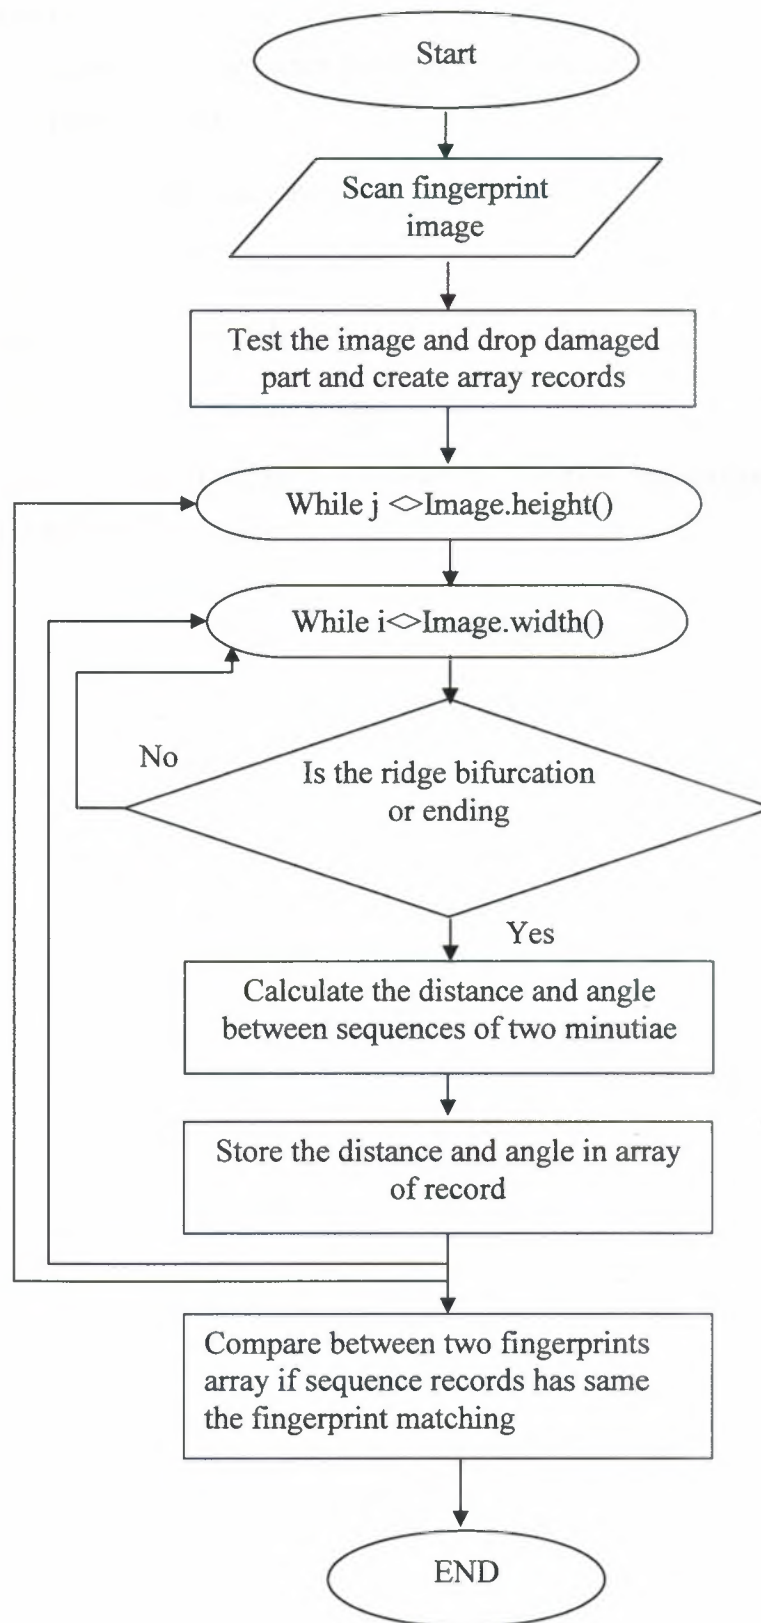 Start
Scan fingerprint
image
Test the image and drop damaged
part and create array records
While j <>Image.height()
While i<>Image.width()
No
Is the ridge bifurcation
or ending
Yes
Calculate the distance and angle
between sequences of two minutiae
Store the distance and angle in array
of record
Compare between two fingerprints
array if sequence records has same
the fingerprint matching
END